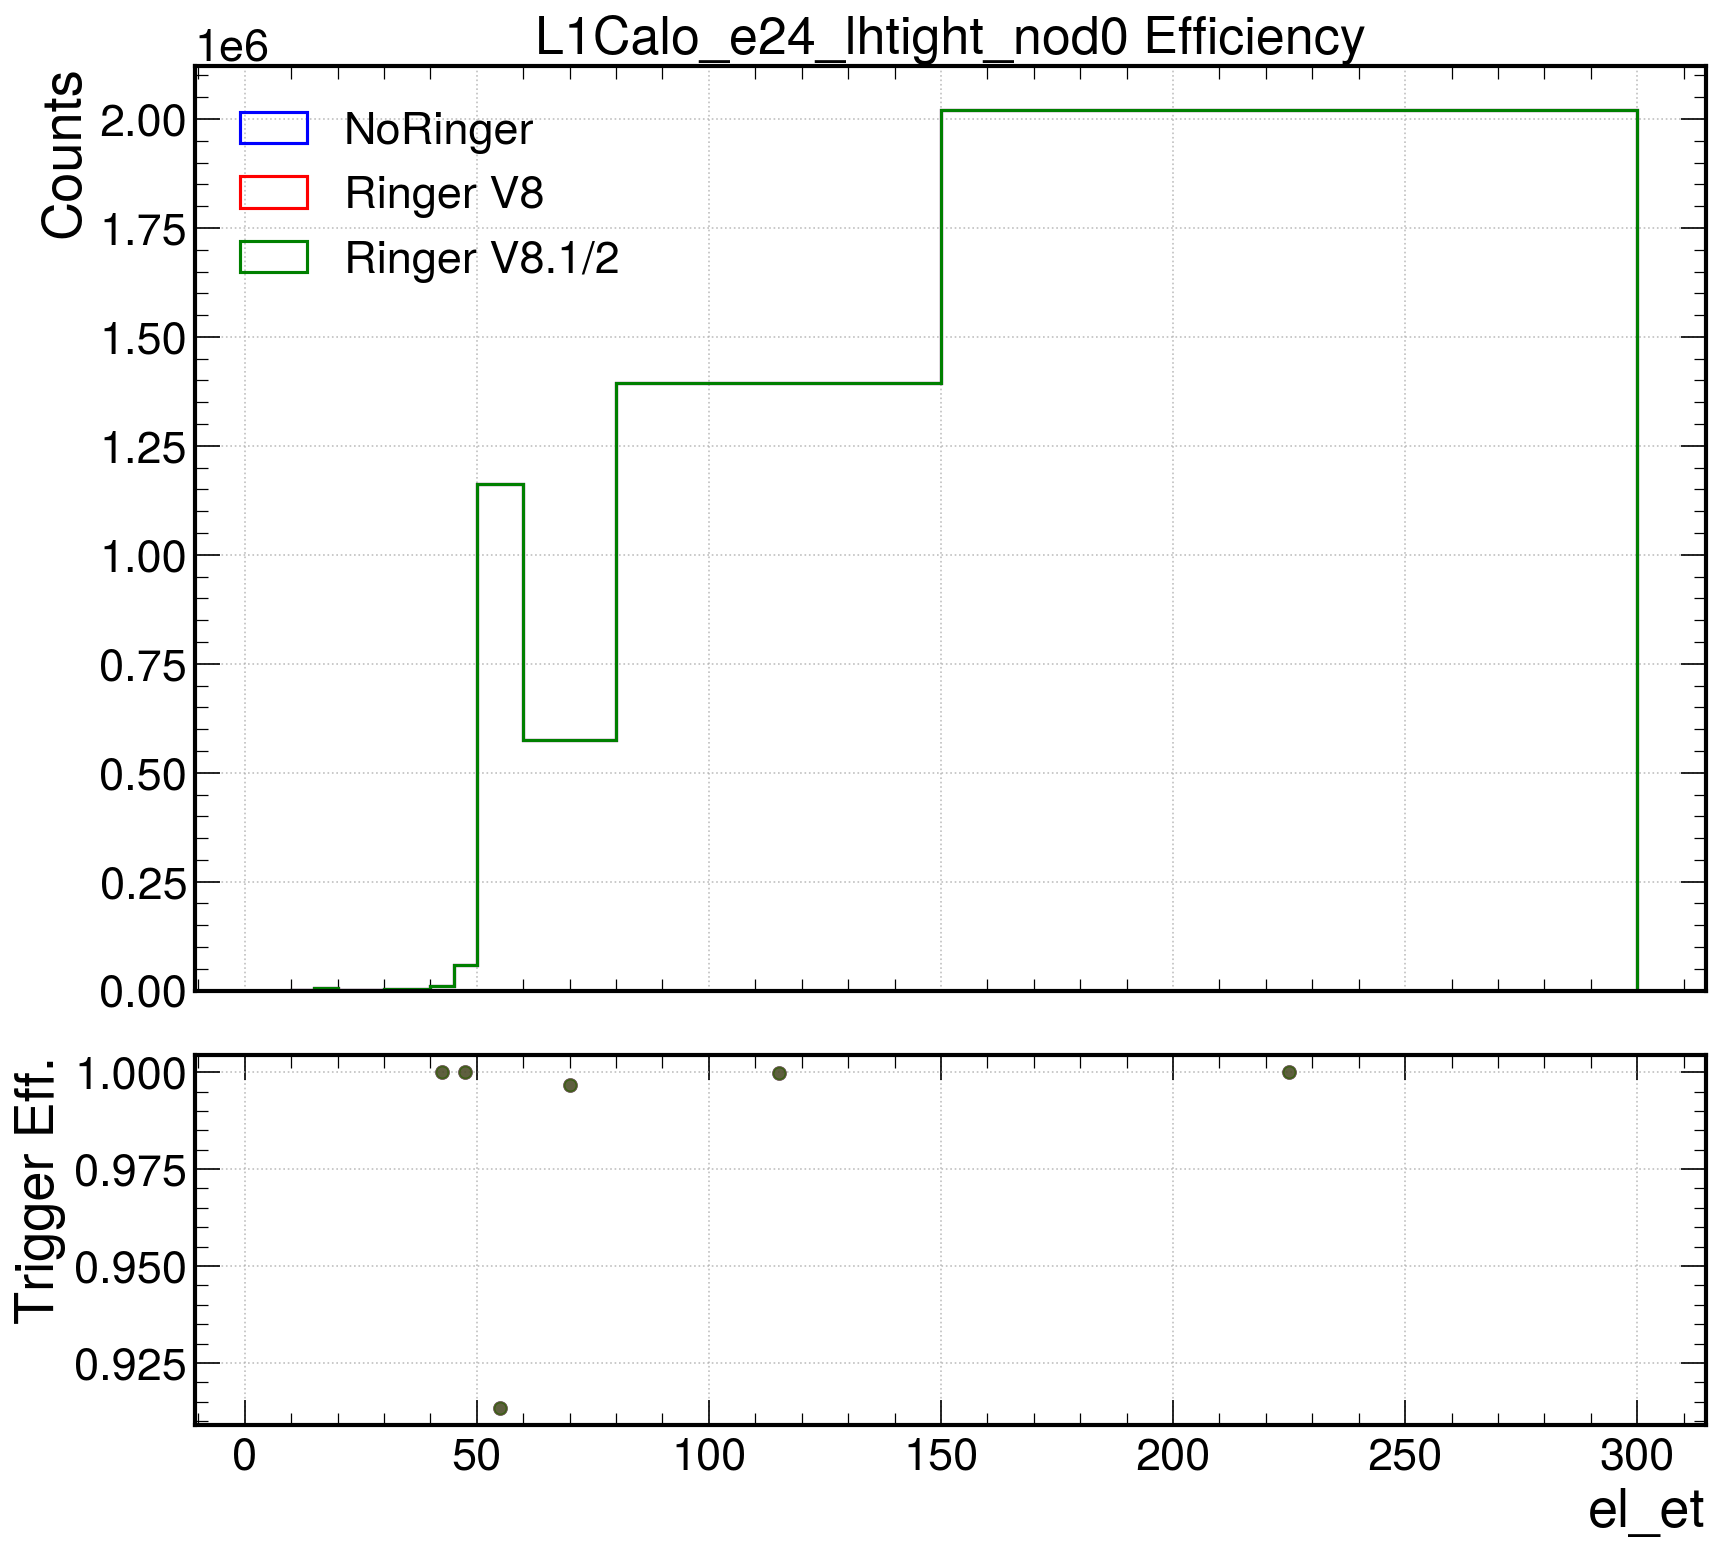 L1Calo_e24_lhtight_nod0 Efficiency
1e6
Counts
2.00
1.75
1.50
1.25
1.00
0.75
0.50
0.25
0.00
NoRinger
Ringer V8
Ringer V8.1/2
Trigger Eff.
1.000
0.975
0.950
0.925
0 50 100 150 200 250 300
el_et